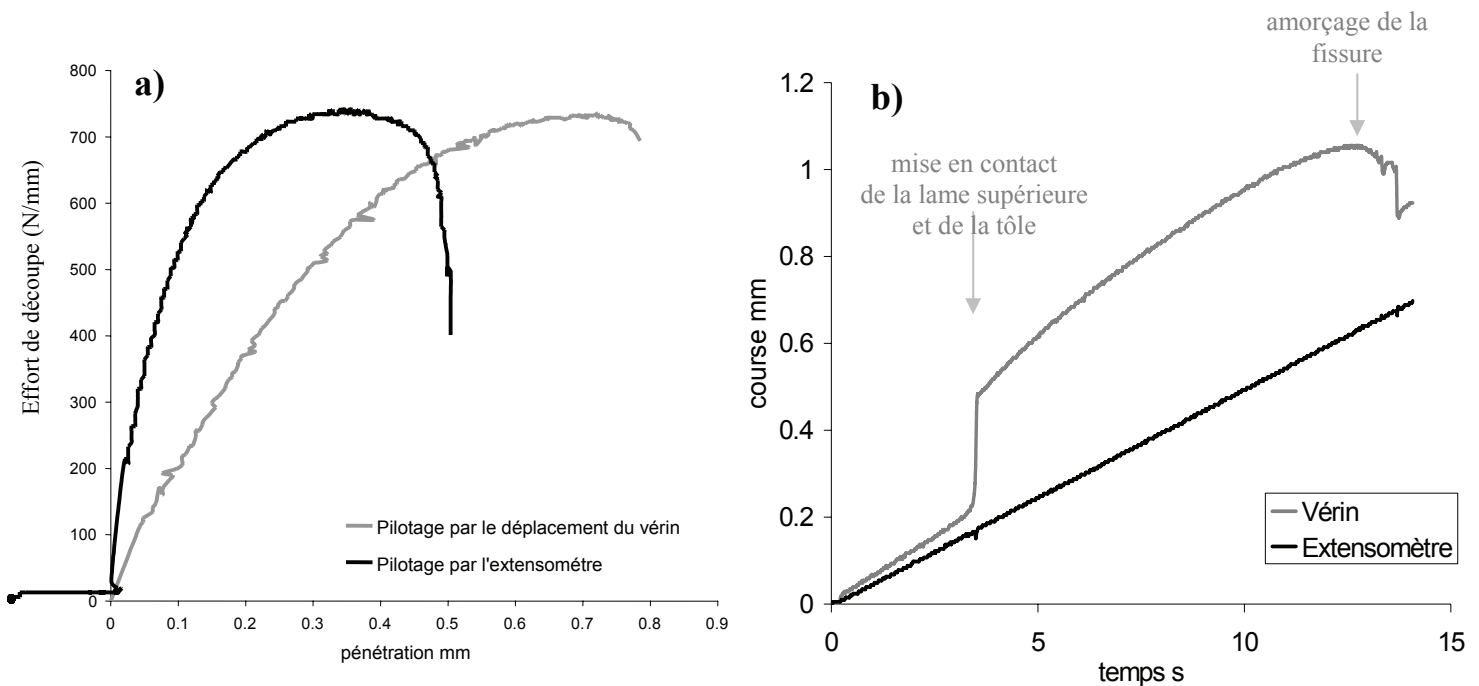 a)
Effort de découpe (N/mm)
800
700
600
500
400
300
200
100
0
0 0.1 0.2 0.3 0.4 0.5 0.6 0.7 0.8 0.9
pénétration mm
Pilotage par le déplacement du vérin
Pilotage par l'extensométre
b)
amorçage de la
fissure
mise en contact
de la lame supérieure
et de la tôle
course mm
1.2
1
0.8
0.6
0.4
0.2
0
0 5 10 15
temps s
Vérin
Extensomètre